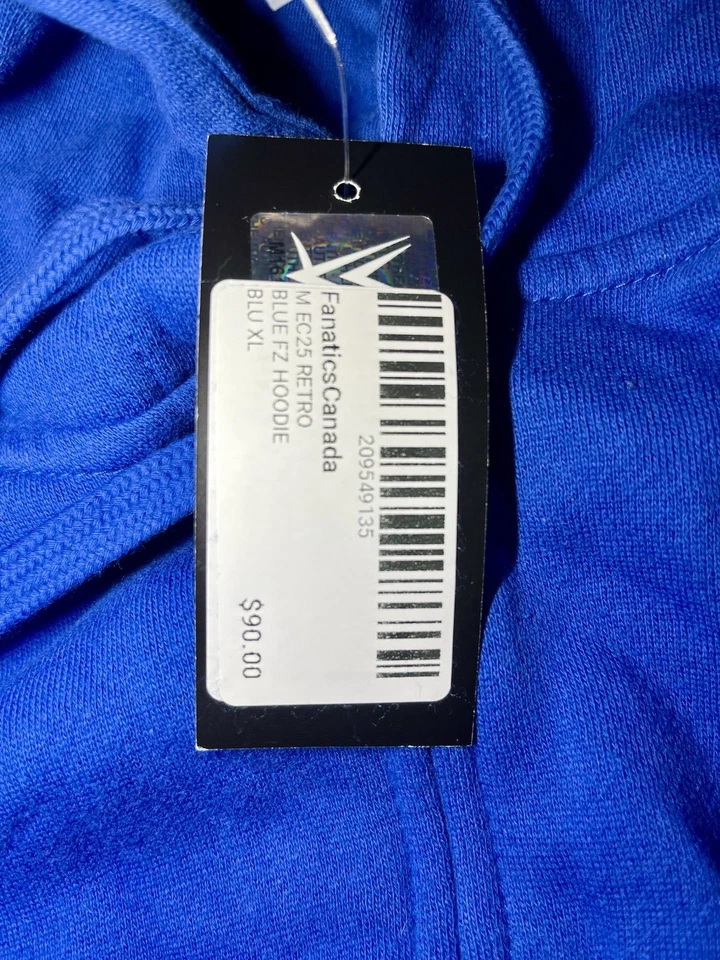 FanaticsCanada
M EC25 RETRO
BLUE FZ HOODIE
BLU XL
209549135
$90.00